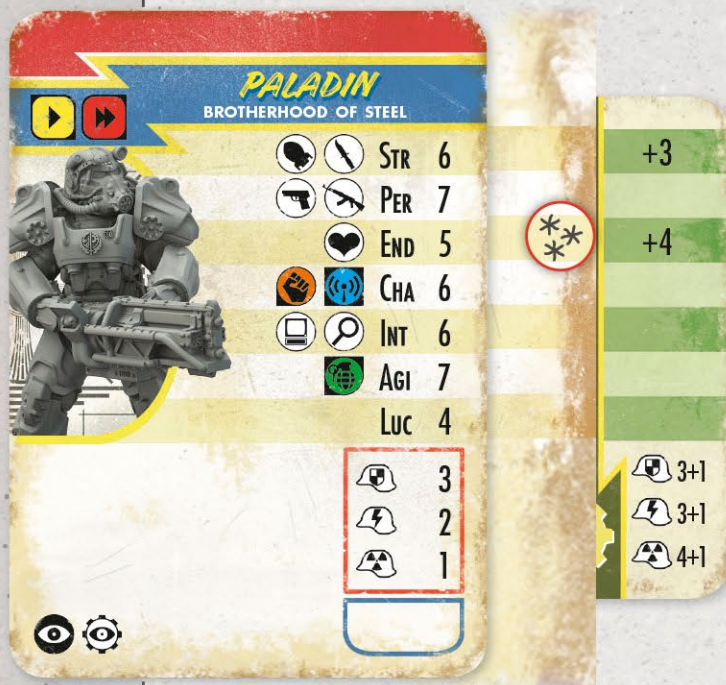 PALADIN
BROTHERHOOD OF STEEL
STR 6 +3
PER 7
END 5 +4
CHA 6
INT 6
AGI 7
LUC 4
3 3+1
2 3+1
1 4+1